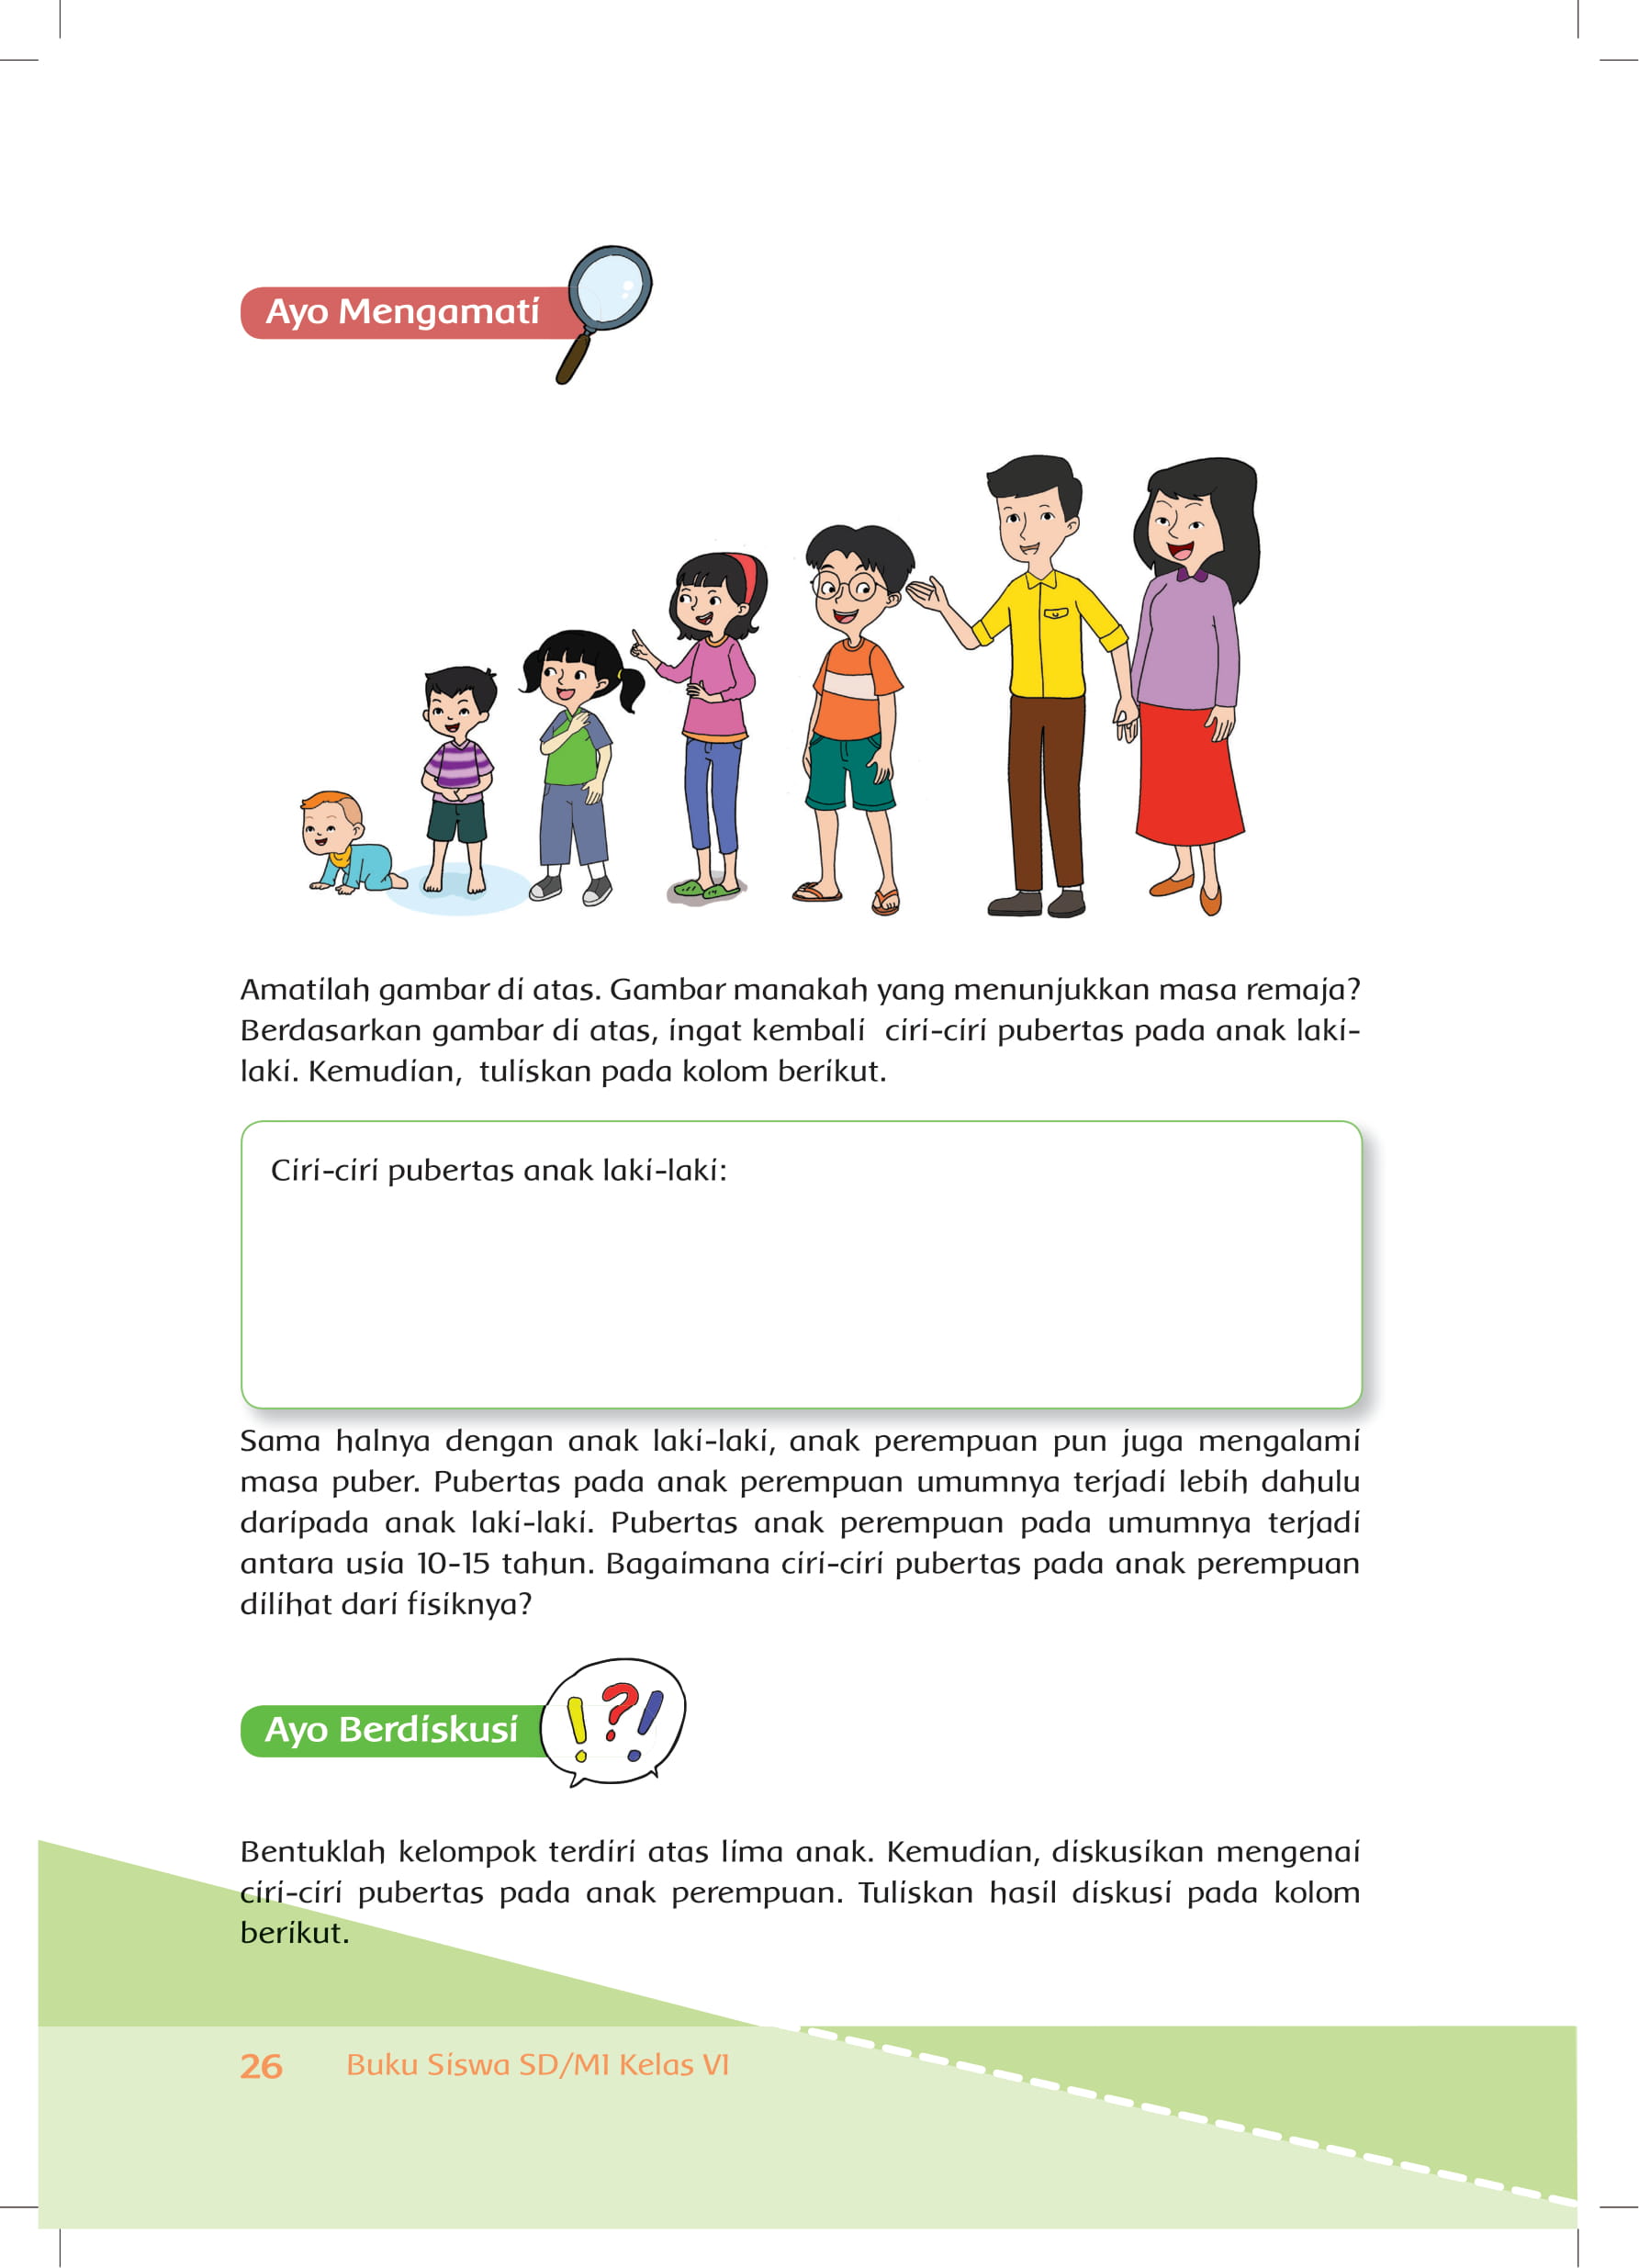 Ayo Mengamati
Amatilah gambar di atas. Gambar manakah yang menunjukkan masa remaja?
Berdasarkan gambar di atas, ingat kembali ciri-ciri pubertas pada anak laki-
laki. Kemudian, tuliskan pada kolom berikut.
Ciri-ciri pubertas anak laki-laki:
Sama halnya dengan anak laki-laki, anak perempuan pun juga mengalami
masa puber. Pubertas pada anak perempuan umumnya terjadi lebih dahulu
daripada anak laki-laki. Pubertas anak perempuan pada umumnya terjadi
antara usia 10-15 tahun. Bagaimana ciri-ciri pubertas pada anak perempuan
dilihat dari fisiknya?
!?!
Ayo Berdiskusi
Bentuklah kelompok terdiri atas lima anak. Kemudian, diskusikan mengenai
ciri-ciri pubertas pada anak perempuan. Tuliskan hasil diskusi pada kolom
berikut.
26 Buku Siswa SD/MI Kelas VI